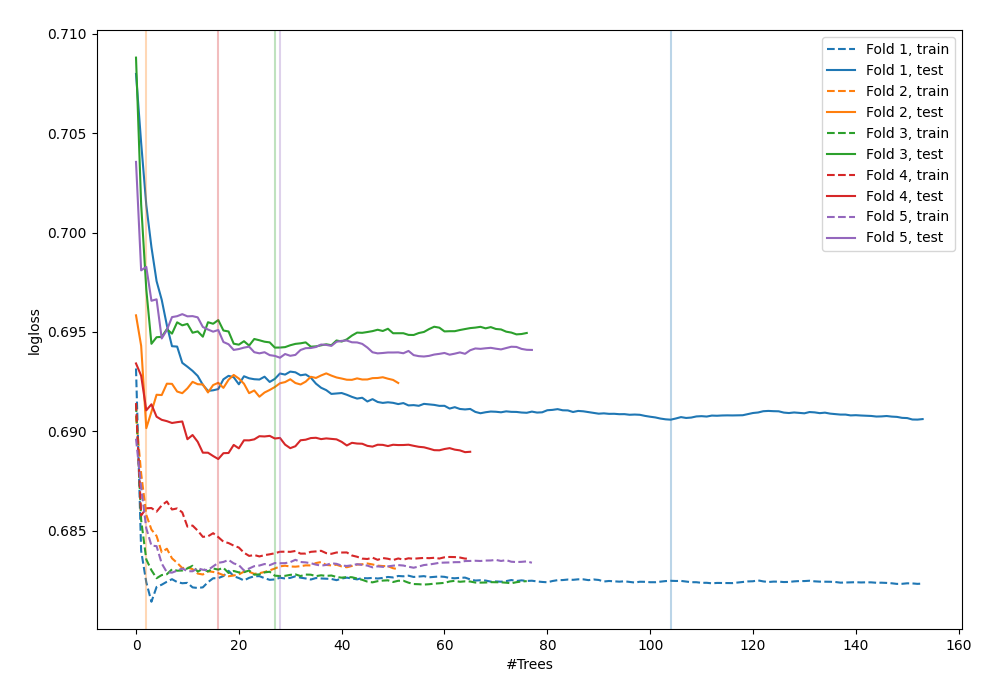 0.710
0.705
0.700
0.695
0.690
0.685
logloss
0 20 40 60 80 100 120 140 160
#Trees
Fold 1, train
Fold 1, test
Fold 2, train
Fold 2, test
Fold 3, train
Fold 3, test
Fold 4, train
Fold 4, test
Fold 5, train
Fold 5, test